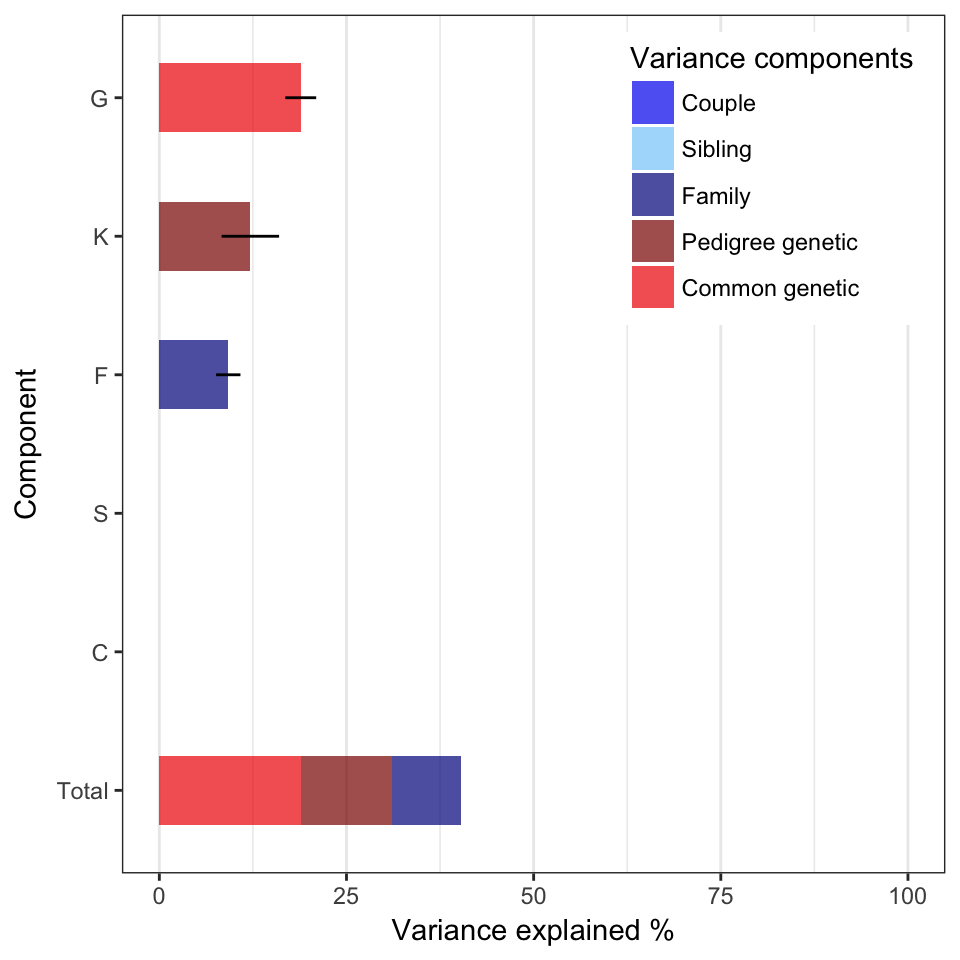 Variance components
Couple
Sibling
Family
Pedigree genetic
Common genetic
Component
G
K
F
S
C
Total
0 25 50 75 100
Variance explained %